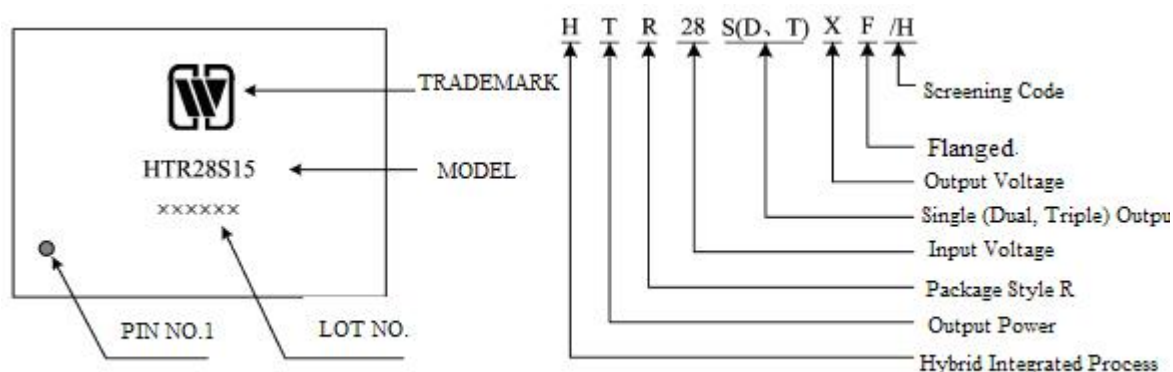 TRADEMARK
HTR28S15
MODEL
××××××
PIN NO.1
LOT NO.
H T R 28 S(D、T) X F /H
Screening Code
Flanged.
Output Voltage
Single (Dual, Triple) Output
Input Voltage
Package Style R
Output Power
Hybrid Integrated Process